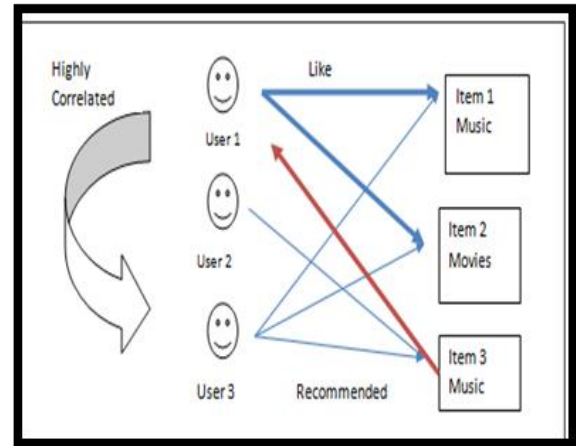 Highly
Correlated
Like
User 1
Item 1
Music
User 2
Item 2
Movies
User 3
Recommended
Item 3
Music